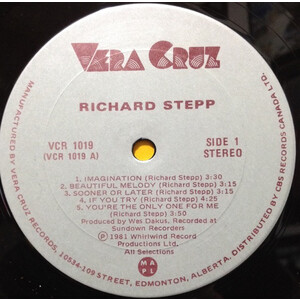 VERA CRUZ
RICHARD STEPP
VCR 1019
(VCR 1019 A)
SIDE 1
STEREO
1. IMAGINATION (Richard Stepp) 3:50
2. BEAUTIFUL MELODY (Richard Stepp) 3:15
3. SOONER OR LATER (Richard Stepp) 3:15
4. IF YOU TRY (Richard Stepp) 4:00
5. YOU'RE THE ONLY ONE FOR ME
(Richard Stepp) 3:50
Produced by Wes Dakus, Recorded at
Sundown Recorders
Ⓟ 1981 Whirlwind Record
Productions Ltd.
All Selections
M A
P L
MANUFACTURED BY VERA CRUZ RECORDS, 10534-109 STREET, EDMONTON, ALBERTA. DISTRIBUTED BY CBS RECORDS CANADA LTD.